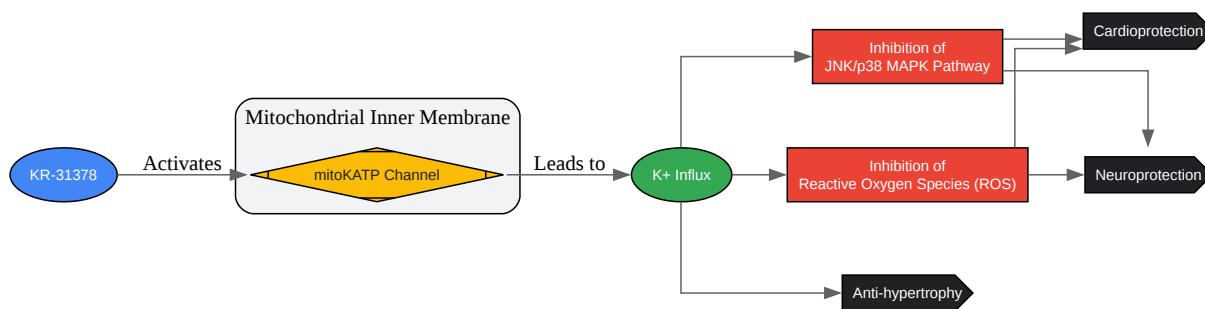 KR-31378
Activates
Mitochondrial Inner Membrane
mitoKATP Channel
Leads to
K+ Influx
Inhibition of
JNK/p38 MAPK Pathway
Inhibition of
Reactive Oxygen Species (ROS)
Anti-hypertrophy
Cardioprotection
Neuroprotection